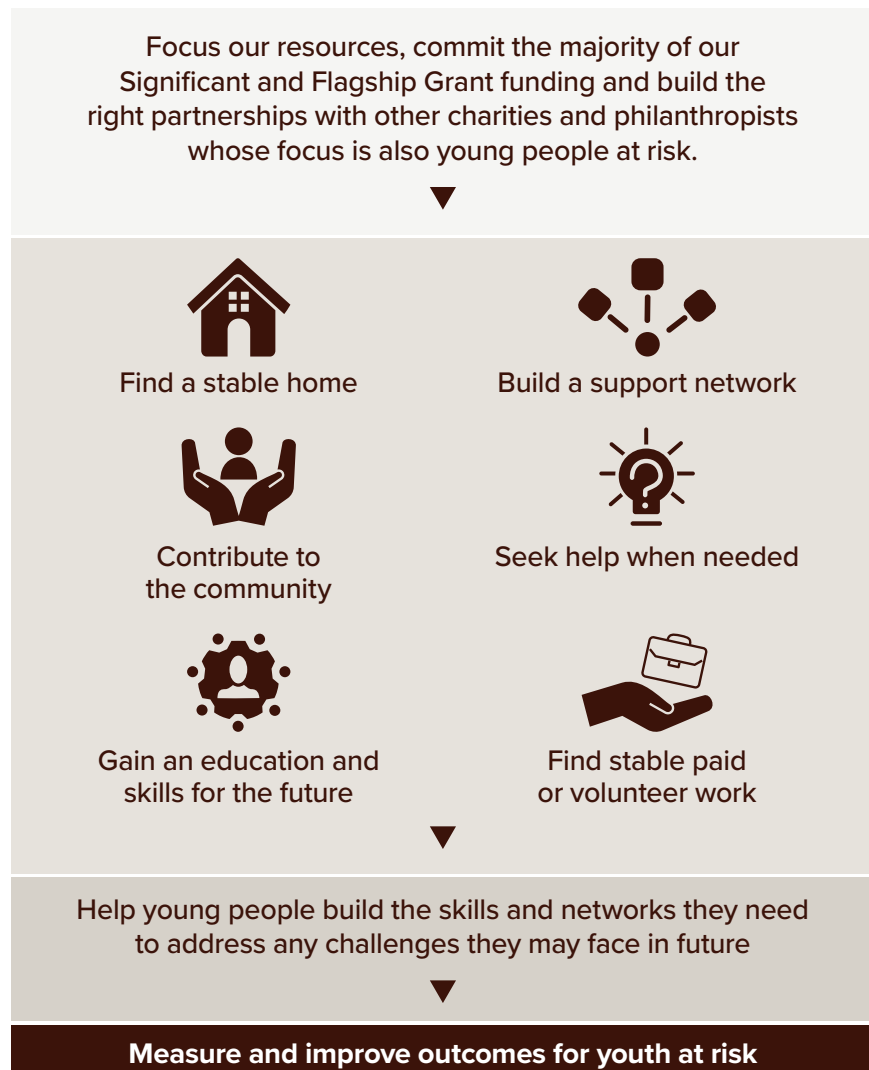 Focus our resources, commit the majority of our
Significant and Flagship Grant funding and build the
right partnerships with other charities and philanthropists
whose focus is also young people at risk.
Find a stable home
Build a support network
Contribute to
the community
Seek help when needed
Gain an education and
skills for the future
Find stable paid
or volunteer work
Help young people build the skills and networks they need
to address any challenges they may face in future
Measure and improve outcomes for youth at risk